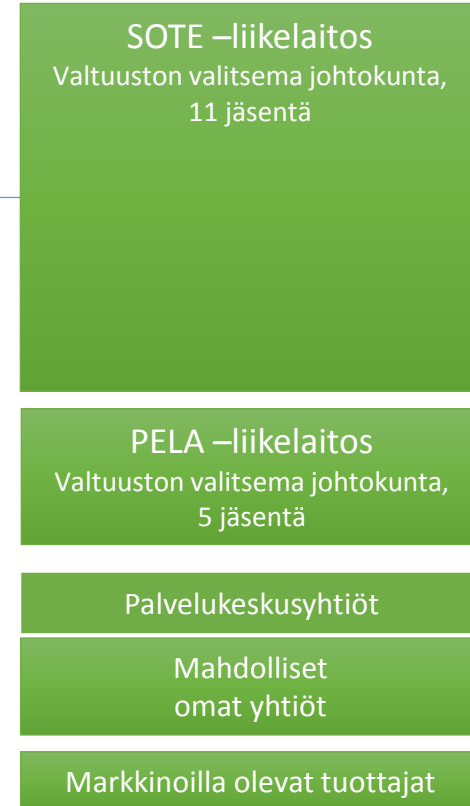 SOTE –liikelaitos
Valtuuston valitsema johtokunta,
11 jäsentä
PELA –liikelaitos
Valtuuston valitsema johtokunta,
5 jäsentä
Palvelukeskusyhtiöt
Mahdolliset
omat yhtiöt
Markkinoilla olevat tuottajat